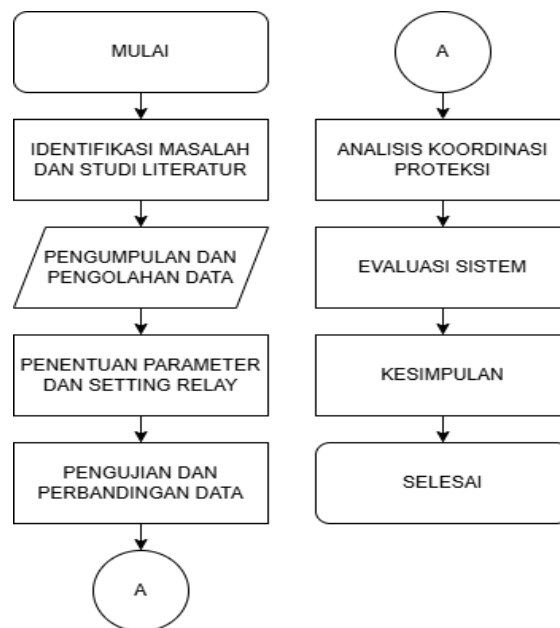 MULAI
IDENTIFIKASI MASALAH
DAN STUDI LITERATUR
PENGUMPULAN DAN
PENGOLAHAN DATA
PENENTUAN PARAMETER
DAN SETTING RELAY
PENGUJIAN DAN
PERBANDINGAN DATA
A
A
ANALISIS KOORDINASI
PROTEKSI
EVALUASI SISTEM
KESIMPULAN
SELESAI